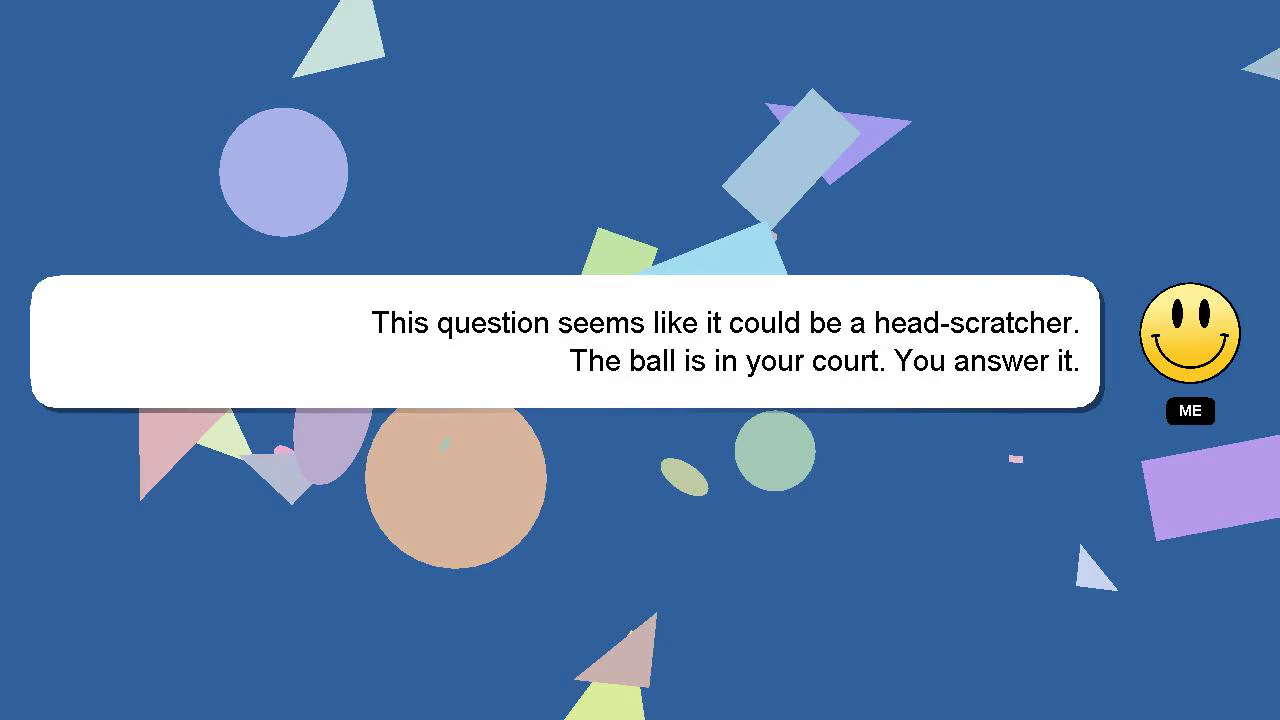 This question seems like it could be a head-scratcher.
The ball is in your court. You answer it.
ME